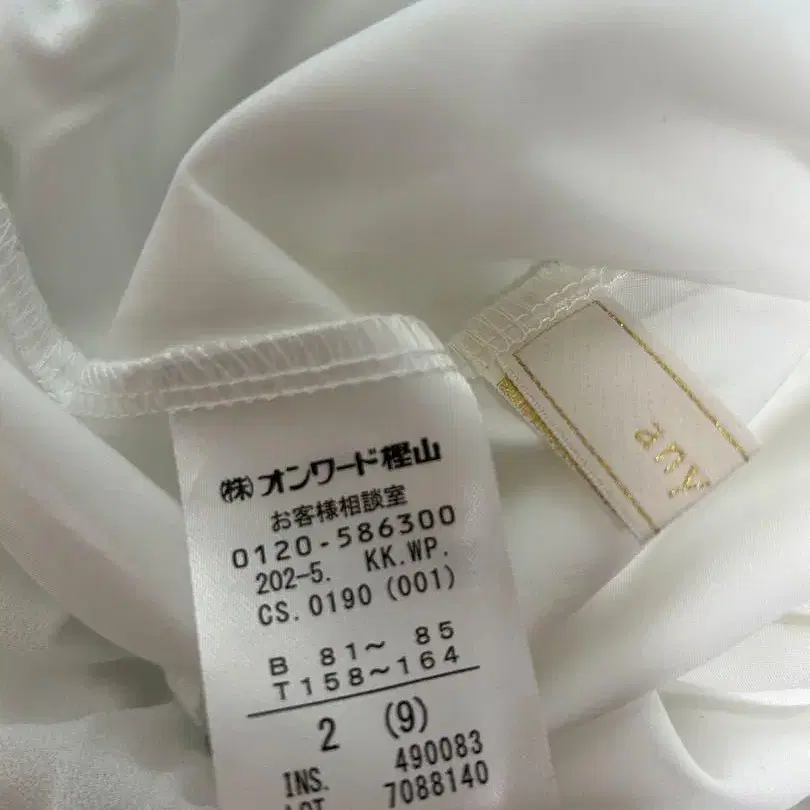 ㈱オンワード樫山
お客様相談室
0120-586300
202-5. KK.WP.
CS.0190(001)
B 81～ 85
T158～164
2 (9)
INS. 490083
LOT 7088140
any